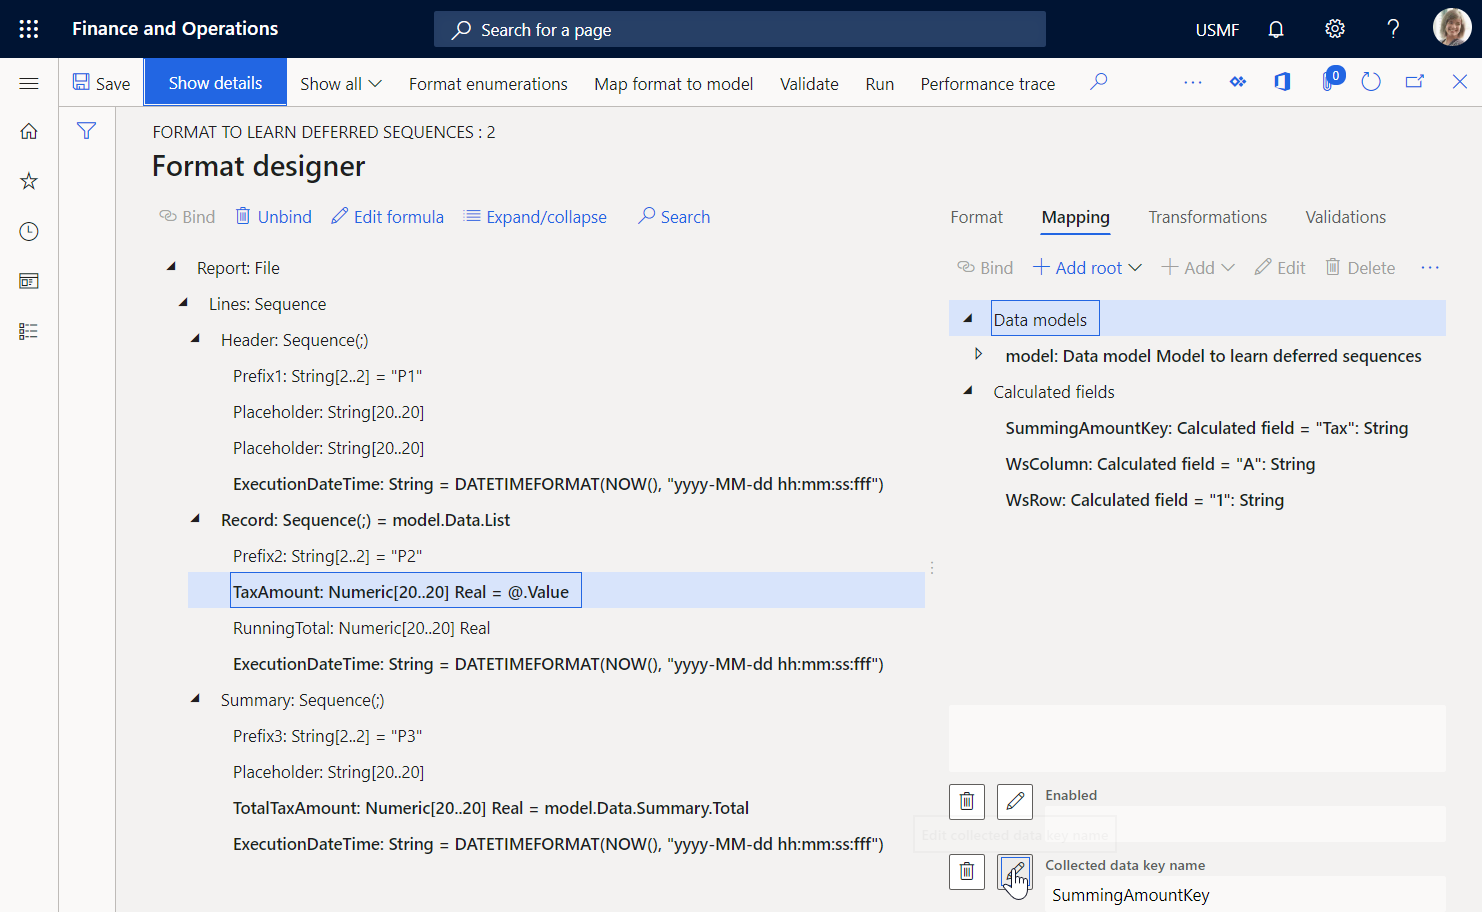 Finance and Operations
Search for a page
USMF
Save
Show details
Show all
Format enumerations
Map format to model
Validate
Run
Performance trace
0
FORMAT TO LEARN DEFERRED SEQUENCES : 2
Format designer
Bind
Unbind
Edit formula
Expand/collapse
Search
Report: File
Lines: Sequence
Header: Sequence(;)
Prefix1: String[2..2] = "P1"
Placeholder: String[20..20]
Placeholder: String[20..20]
ExecutionDateTime: String = DATETIMEFORMAT(NOW(), "yyyy-MM-dd hh:mm:ss:fff")
Record: Sequence(;) = model.Data.List
Prefix2: String[2..2] = "P2"
TaxAmount: Numeric[20..20] Real = @.Value
RunningTotal: Numeric[20..20] Real
ExecutionDateTime: String = DATETIMEFORMAT(NOW(), "yyyy-MM-dd hh:mm:ss:fff")
Summary: Sequence(;)
Prefix3: String[2..2] = "P3"
Placeholder: String[20..20]
TotalTaxAmount: Numeric[20..20] Real = model.Data.Summary.Total
ExecutionDateTime: String = DATETIMEFORMAT(NOW(), "yyyy-MM-dd hh:mm:ss:fff")
Format
Mapping
Transformations
Validations
Bind
Add root
Add
Edit
Delete
Data models
model: Data model Model to learn deferred sequences
Calculated fields
SummingAmountKey: Calculated field = "Tax": String
WsColumn: Calculated field = "A": String
WsRow: Calculated field = "1": String
Enabled
Edit collected data key name
Collected data key name
SummingAmountKey